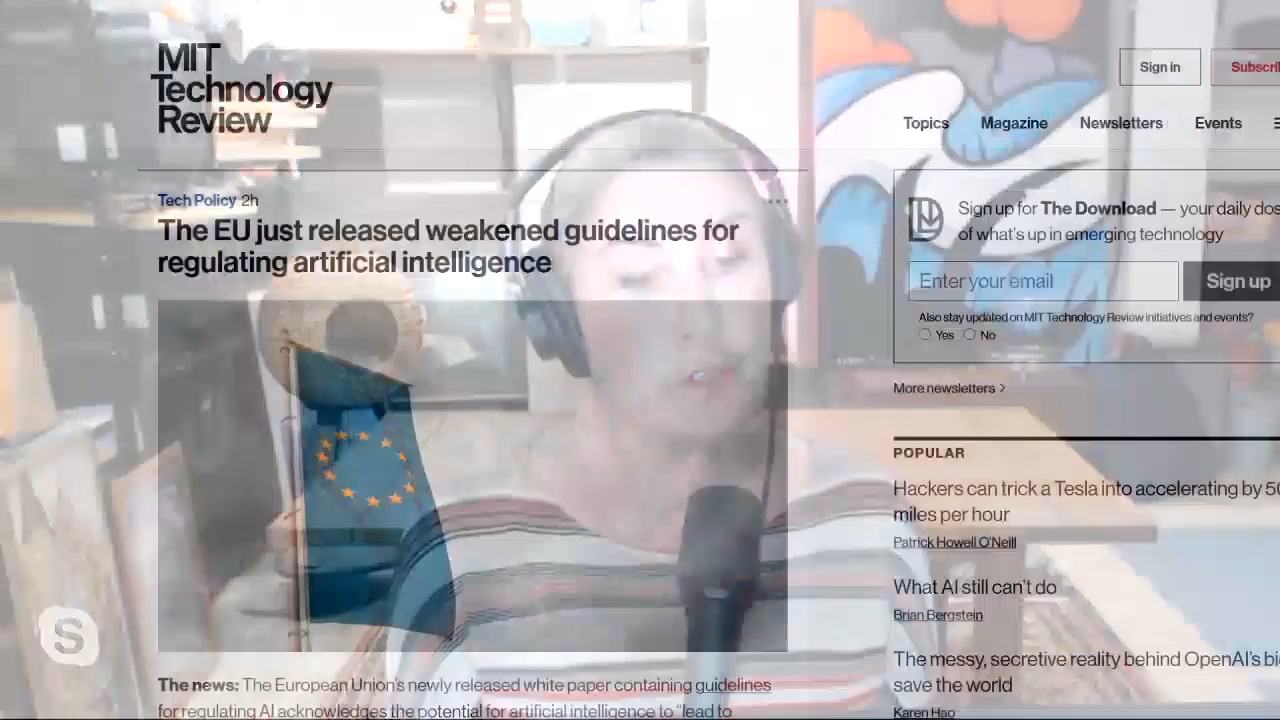 MIT
Technology
Review
Sign in
Topics
Magazine
Newsletters
Events
Tech Policy 2h
The EU just released weakened guidelines for
regulating artificial intelligence
Sign up for The Download — your daily
of what's up in emerging technology
Enter your email
Sign up
Also stay updated on MIT Technology Review initiatives and events?
Yes No
More newsletters >
POPULAR
Hackers can trick a Tesla into accelerating by
miles per hour
Patrick Howell O'Neill
What AI still can't do
Brian Bergstein
The messy, secretive reality behind OpenAI's
save the world
Karen Hao
The news: The European Union's newly released white paper containing guidelines
for regulating AI acknowledges the potential for artificial intelligence to "lead to
S